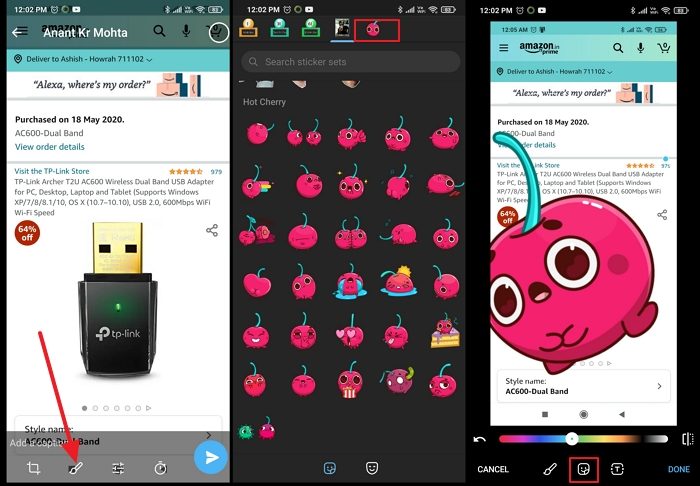 12:02 PM
amazon
Anant Kr Mohta
Deliver to Ashish - Howrah 711102
“Alexa, where's my order?”
Purchased on 18 May 2020.
AC600-Dual Band
View order details
Visit the TP-Link Store
979
TP-Link Archer T2U AC600 Wireless Dual Band USB Adapter
for PC, Desktop, Laptop and Tablet (Supports Windows
XP/7/8/8.1/10, OS X (10.7–10.10), USB 2.0, 600Mbps WiFi
Wi-Fi Speed
64%
off
tp-link
Style name:
AC600-Dual Band
Add a caption
12:02 PM
Search sticker sets
Hot Cherry
12:02 PM
12:05 AM
amazon.in
prime
Deliver to Ashish - Howrah 711102
“Alexa, where's my order?”
Purchased on 18 May 2020.
AC600-Dual Band
View order details
Visit the TP-Link Store
TP-Link Archer T2U AC600 Wireless Dual Band USB Adapter
for PC, Desktop, Laptop and Tablet (Supports Windows
XP/7/8/8.1/10, OS X (10.7–10.10), USB 2.0, 600Mbps WiFi
Wi-Fi Speed
64%
off
Style name:
AC600-Dual Band
CANCEL
T
DONE